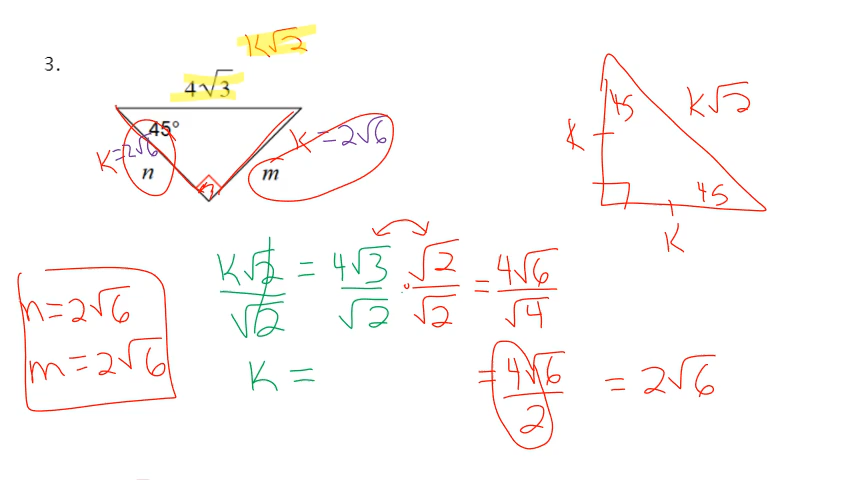 K√2
3.
4√3
45°
K=2√6
n
K=2√6
m
45
K√2
K
45
K
K√2/√2 = 4√3/√2 · √2/√2 = 4√6/√4
K =
= 4√6/2 = 2√6
n=2√6
m=2√6